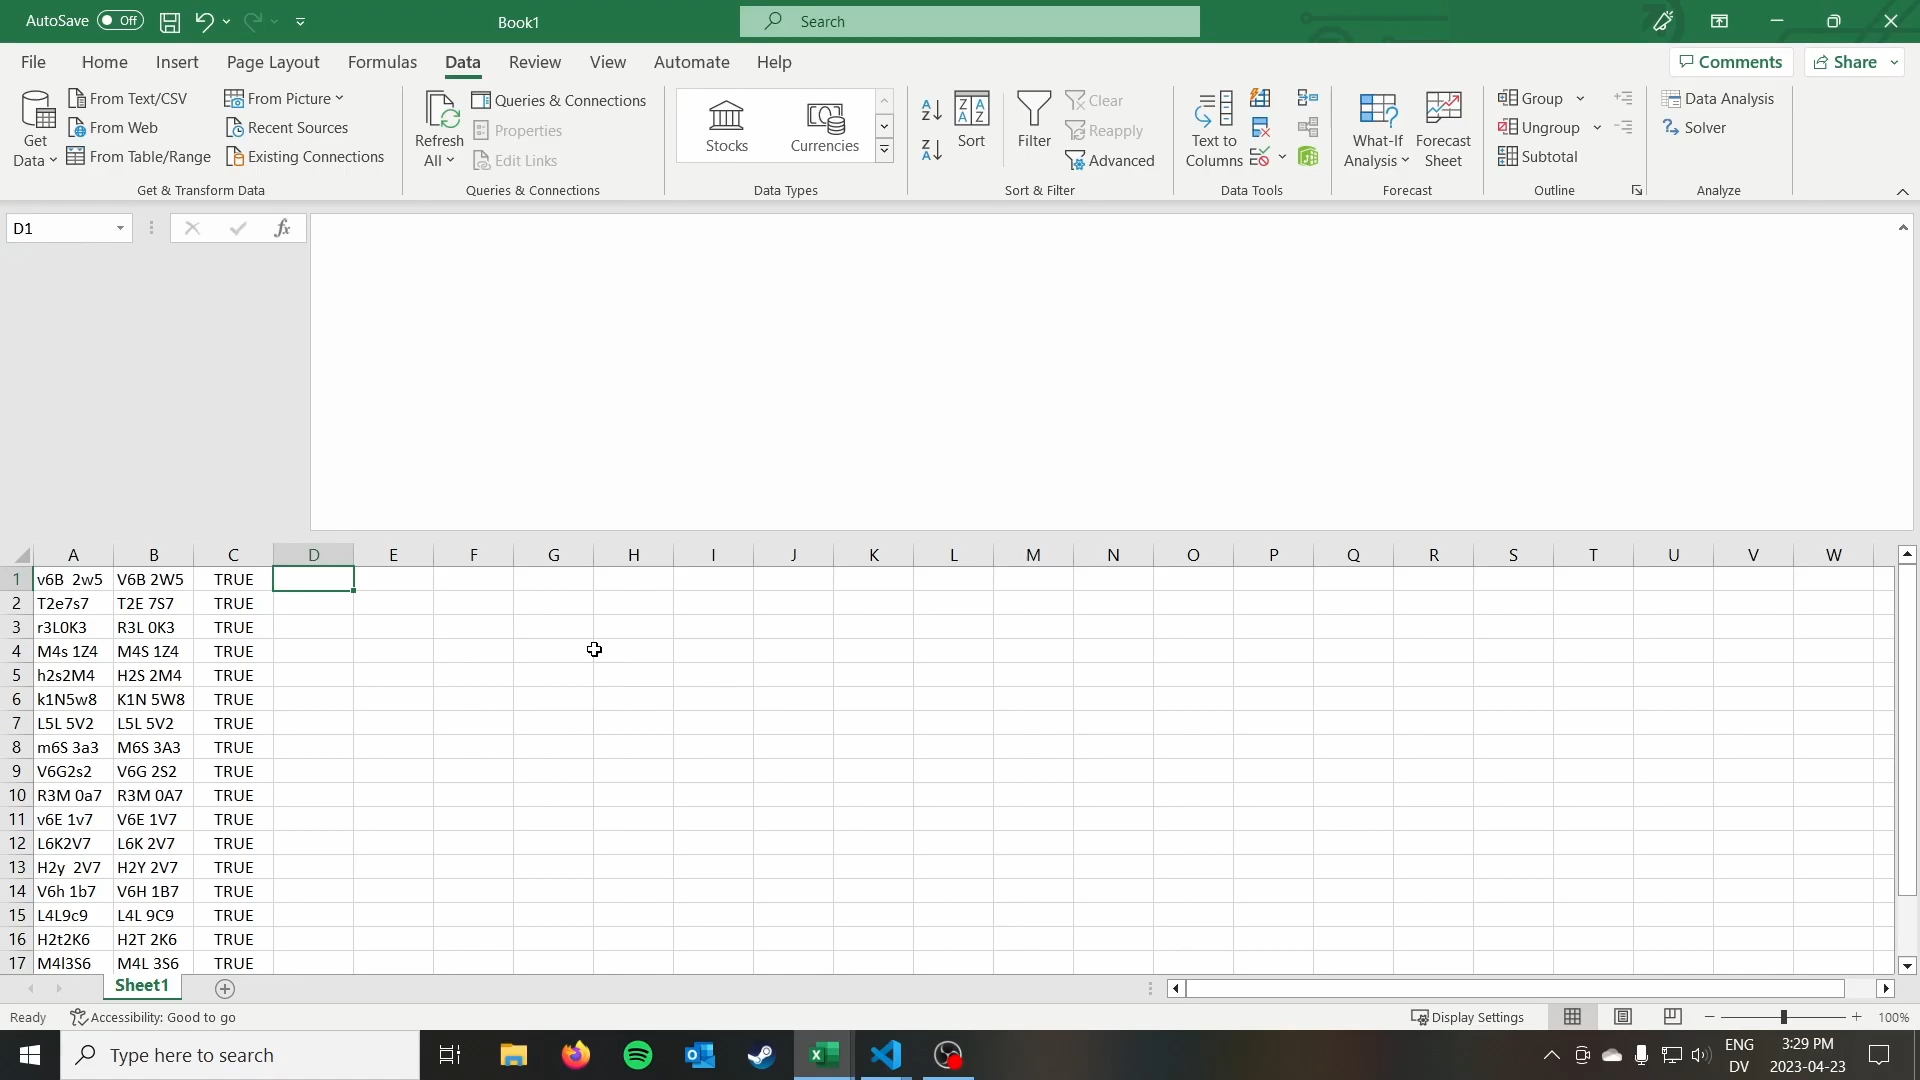 AutoSave Off Book1 Search
File Home Insert Page Layout Formulas Data Review View Automate Help Comments Share
Get Data
From Text/CSV
From Web
From Table/Range
From Picture
Recent Sources
Existing Connections
Get & Transform Data
Refresh All
Queries & Connections
Properties
Edit Links
Queries & Connections
Stocks Currencies
Data Types
Sort
Filter
Clear
Reapply
Advanced
Sort & Filter
Text to Columns
Data Tools
What-If Analysis
Forecast Sheet
Forecast
Group
Ungroup
Subtotal
Outline
Data Analysis
Solver
Analyze
D1 fx
A B C D E F G H I J K L M N O P Q R S T U V W
1 v6B  2w5 V6B 2W5 TRUE
2 T2e7s7 T2E 7S7 TRUE
3 r3L0K3 R3L 0K3 TRUE
4 M4s 1Z4 M4S 1Z4 TRUE
5 h2s2M4 H2S 2M4 TRUE
6 k1N5w8 K1N 5W8 TRUE
7 L5L 5V2 L5L 5V2 TRUE
8 m6S 3a3 M6S 3A3 TRUE
9 V6G2s2 V6G 2S2 TRUE
10 R3M 0a7 R3M 0A7 TRUE
11 v6E 1v7 V6E 1V7 TRUE
12 L6K2V7 L6K 2V7 TRUE
13 H2y  2V7 H2Y 2V7 TRUE
14 V6h 1b7 V6H 1B7 TRUE
15 L4L9c9 L4L 9C9 TRUE
16 H2t2K6 H2T 2K6 TRUE
17 M4l3S6 M4L 3S6 TRUE
Sheet1
Ready Accessibility: Good to go Display Settings 100%
Type here to search ENG 3:29 PM
DV 2023-04-23